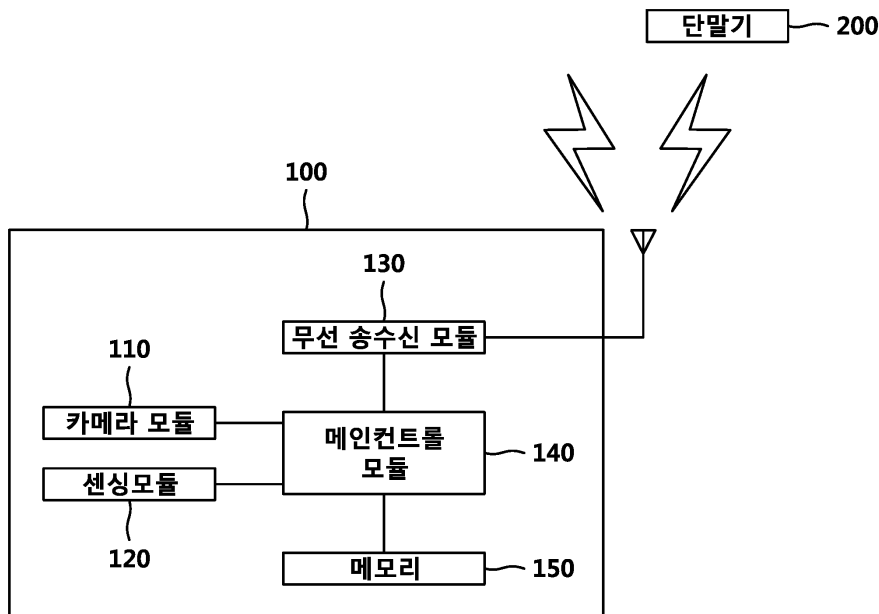 단말기
200
100
130
무선 송수신 모듈
110
카메라 모듈
메인컨트롤
모듈
140
센싱모듈
120
메모리
150